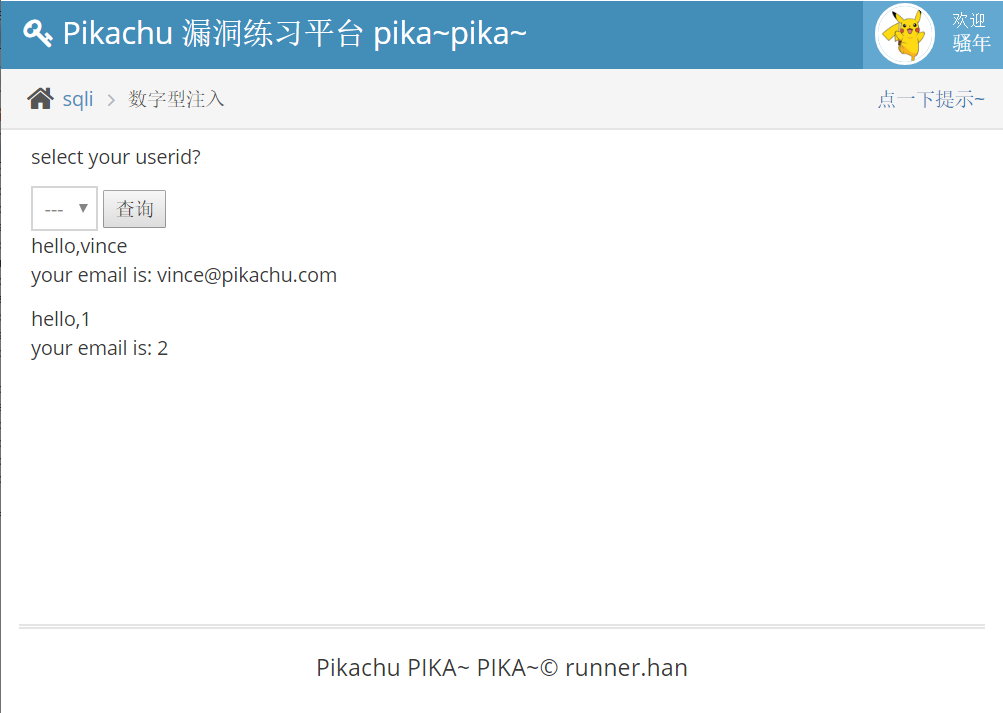 Pikachu 漏洞练习平台 pika~pika~
欢迎
骚年
sqli > 数字型注入
点一下提示~
select your userid?
---
查询
hello,vince
your email is: vince@pikachu.com
hello,1
your email is: 2
Pikachu PIKA~ PIKA~© runner.han